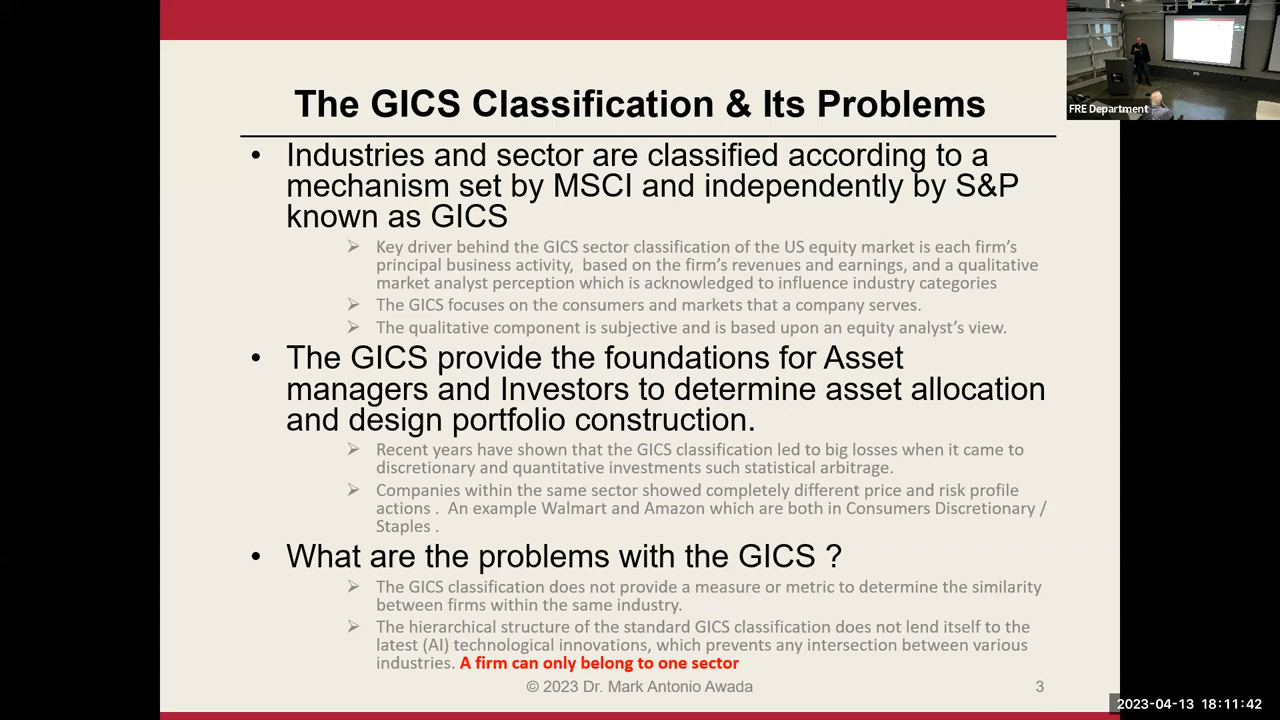 The GICS Classification & Its Problems
FRE Department
• Industries and sector are classified according to a
mechanism set by MSCI and independently by S&P
known as GICS
➢ Key driver behind the GICS sector classification of the US equity market is each firm's
principal business activity,  based on the firm's revenues and earnings, and a qualitative
market analyst perception which is acknowledged to influence industry categories
➢ The GICS focuses on the consumers and markets that a company serves.
➢ The qualitative component is subjective and is based upon an equity analyst's view.
• The GICS provide the foundations for Asset
managers and Investors to determine asset allocation
and design portfolio construction.
➢ Recent years have shown that the GICS classification led to big losses when it came to
discretionary and quantitative investments such statistical arbitrage.
➢ Companies within the same sector showed completely different price and risk profile
actions .  An example Walmart and Amazon which are both in Consumers Discretionary /
Staples .
• What are the problems with the GICS ?
➢ The GICS classification does not provide a measure or metric to determine the similarity
between firms within the same industry.
➢ The hierarchical structure of the standard GICS classification does not lend itself to the
latest (AI) technological innovations, which prevents any intersection between various
industries. A firm can only belong to one sector
© 2023 Dr. Mark Antonio Awada
3
2023-04-13 18:11:42